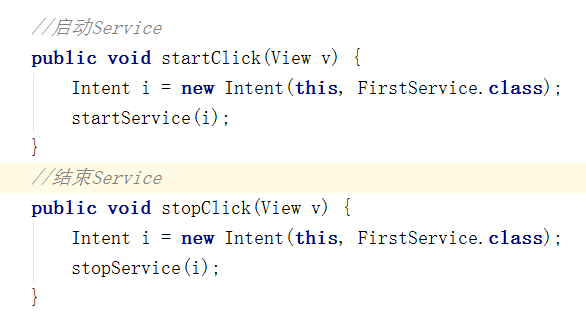 //启动Service
public void startClick(View v) {
    Intent i = new Intent(this, FirstService.class);
    startService(i);
}
//结束Service
public void stopClick(View v) {
    Intent i = new Intent(this, FirstService.class);
    stopService(i);
}